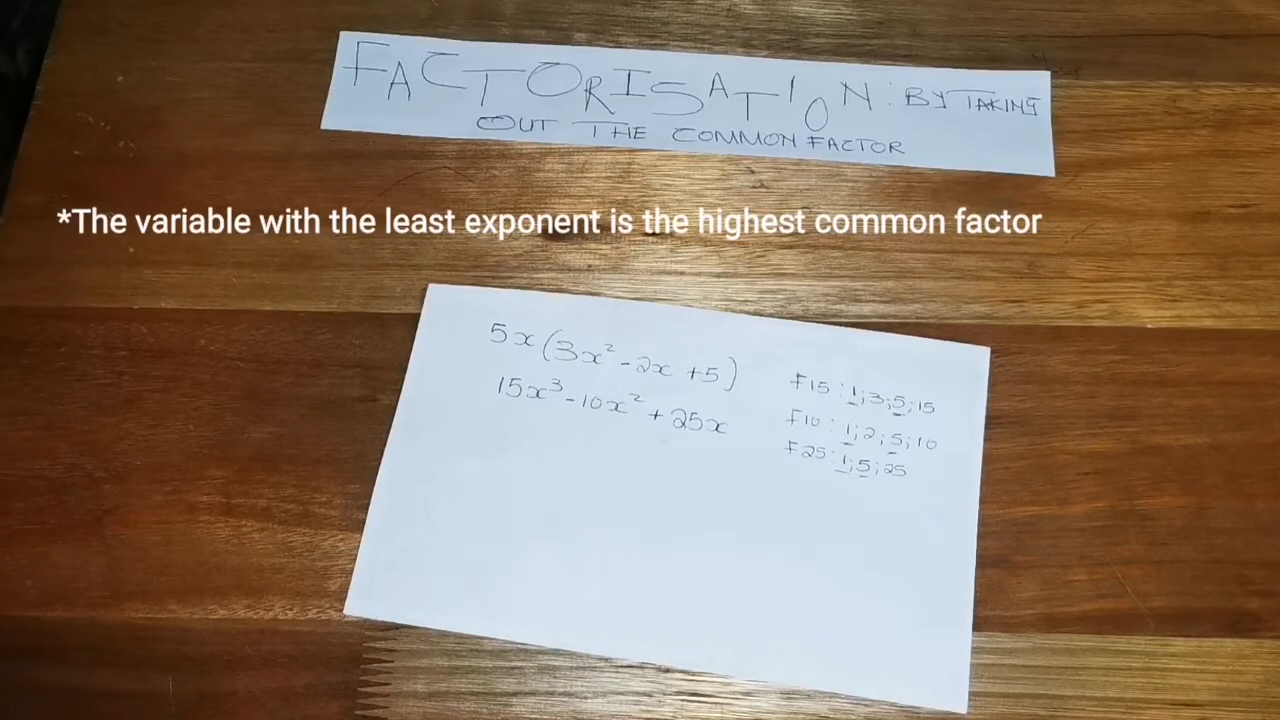 FACTORISATION: BY TAKING
OUT THE COMMON FACTOR
*The variable with the least exponent is the highest common factor
5x(3x² - 2x + 5)
15x³ - 10x² + 25x
F15: 1;3;5;15
F10: 1;2;5;10
F25: 1;5;25